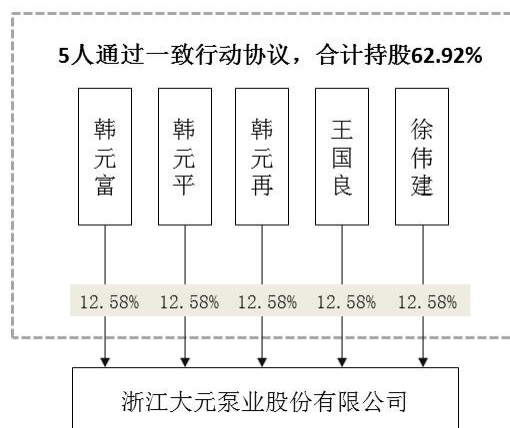 5人通过一致行动协议，合计持股62.92%
韩元富
韩元平
韩元再
王国良
徐伟建
12.58% 12.58% 12.58% 12.58% 12.58%
浙江大元泵业股份有限公司